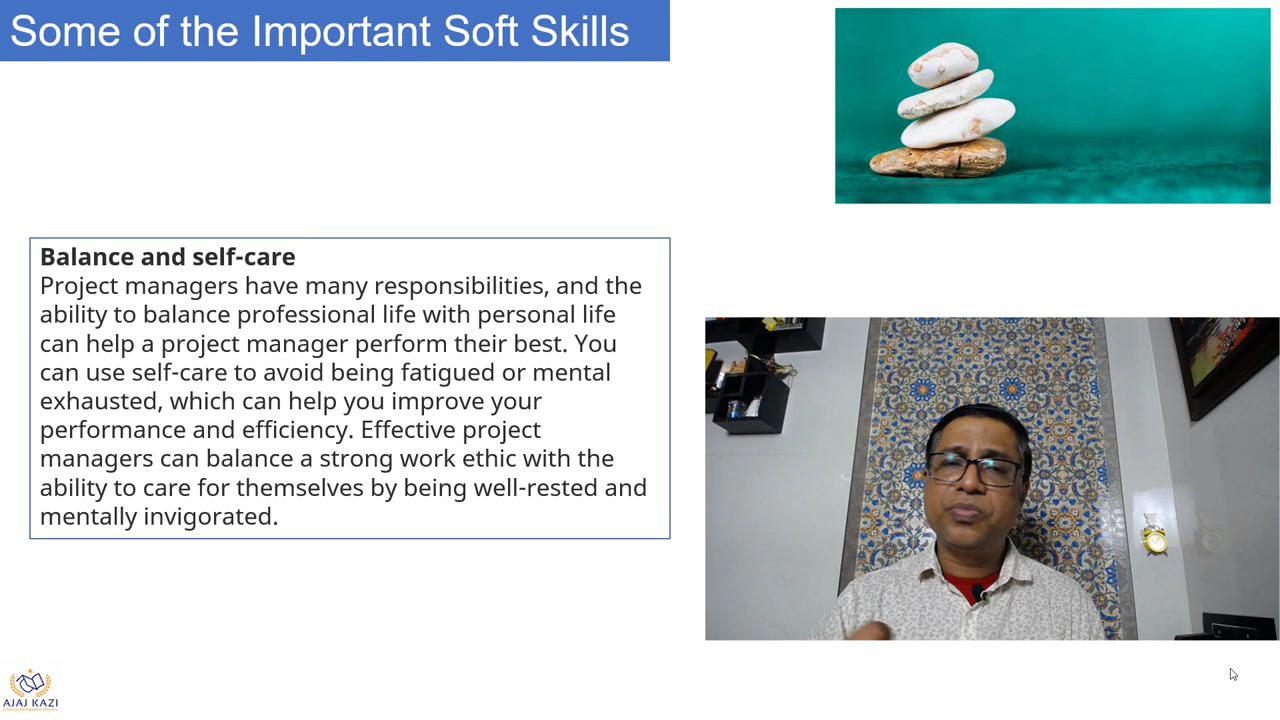 Some of the Important Soft Skills
Balance and self-care
Project managers have many responsibilities, and the
ability to balance professional life with personal life
can help a project manager perform their best. You
can use self-care to avoid being fatigued or mental
exhausted, which can help you improve your
performance and efficiency. Effective project
managers can balance a strong work ethic with the
ability to care for themselves by being well-rested and
mentally invigorated.
AJAJ KAZI